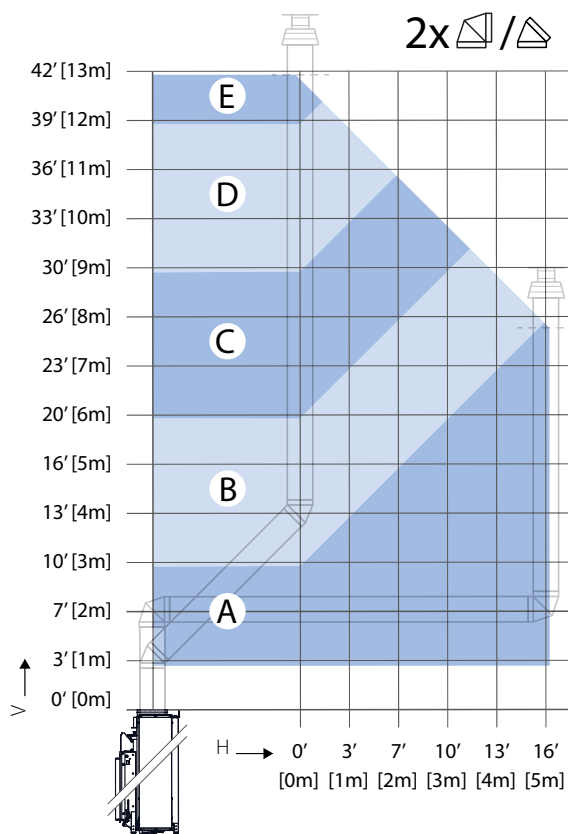 2x /
42′ [13m]
39′ [12m]
E
36′ [11m]
D
33′ [10m]
30′ [9m]
26′ [8m]
C
23′ [7m]
20′ [6m]
16′ [5m]
B
13′ [4m]
10′ [3m]
7′ [2m]
A
3′ [1m]
0′ [0m]
V
H 0′ 3′ 7′ 10′ 13′ 16′
[0m] [1m] [2m] [3m] [4m] [5m]